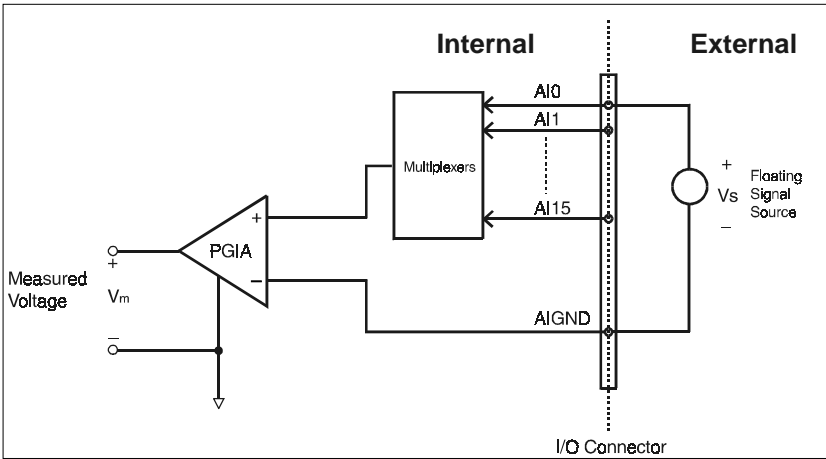 Internal
External
AI0
AI1
Multiplexers
AI15
+
Vs
−
Floating
Signal
Source
+
PGIA
−
Measured
Voltage
+
Vm
−
AIGND
I/O Connector